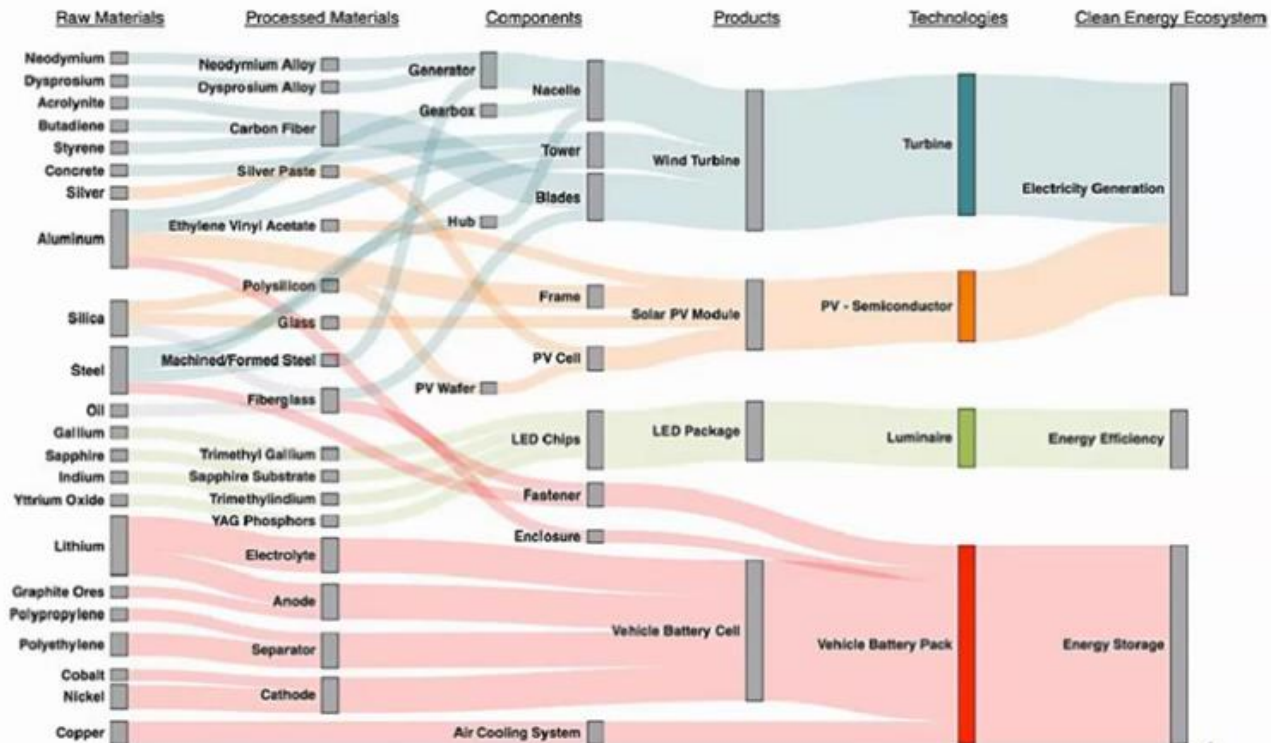 Raw Materials
Processed Materials
Components
Products
Technologies
Clean Energy Ecosystem
Neodymium
Dysprosium
Acrolynite
Butadiene
Styrene
Concrete
Silver
Aluminum
Silica
Steel
Oil
Gallium
Sapphire
Indium
Yttrium Oxide
Lithium
Graphite Ores
Polypropylene
Polyethylene
Cobalt
Nickel
Copper
Neodymium Alloy
Dysprosium Alloy
Carbon Fiber
Silver Paste
Ethylene Vinyl Acetate
Polysilicon
Glass
Machined/Formed Steel
Fiberglass
Trimethyl Gallium
Sapphire Substrate
Trimethylindium
YAG Phosphors
Electrolyte
Anode
Separator
Cathode
Generator
Gearbox
Hub
PV Wafer
Nacelle
Tower
Blades
Frame
PV Cell
LED Chips
Fastener
Enclosure
Air Cooling System
Wind Turbine
Solar PV Module
LED Package
Vehicle Battery Cell
Turbine
PV - Semiconductor
Luminaire
Vehicle Battery Pack
Electricity Generation
Energy Efficiency
Energy Storage